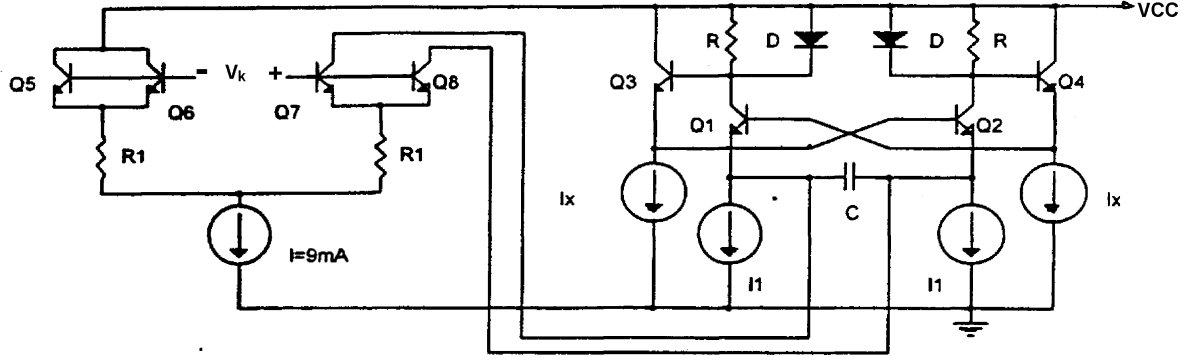 VCC
R D D R
Q5 Q6 - Vk + Q7 Q8 Q3 Q4
Q1 Q2
R1 R1
Ix C Ix
I=9mA I1 I1